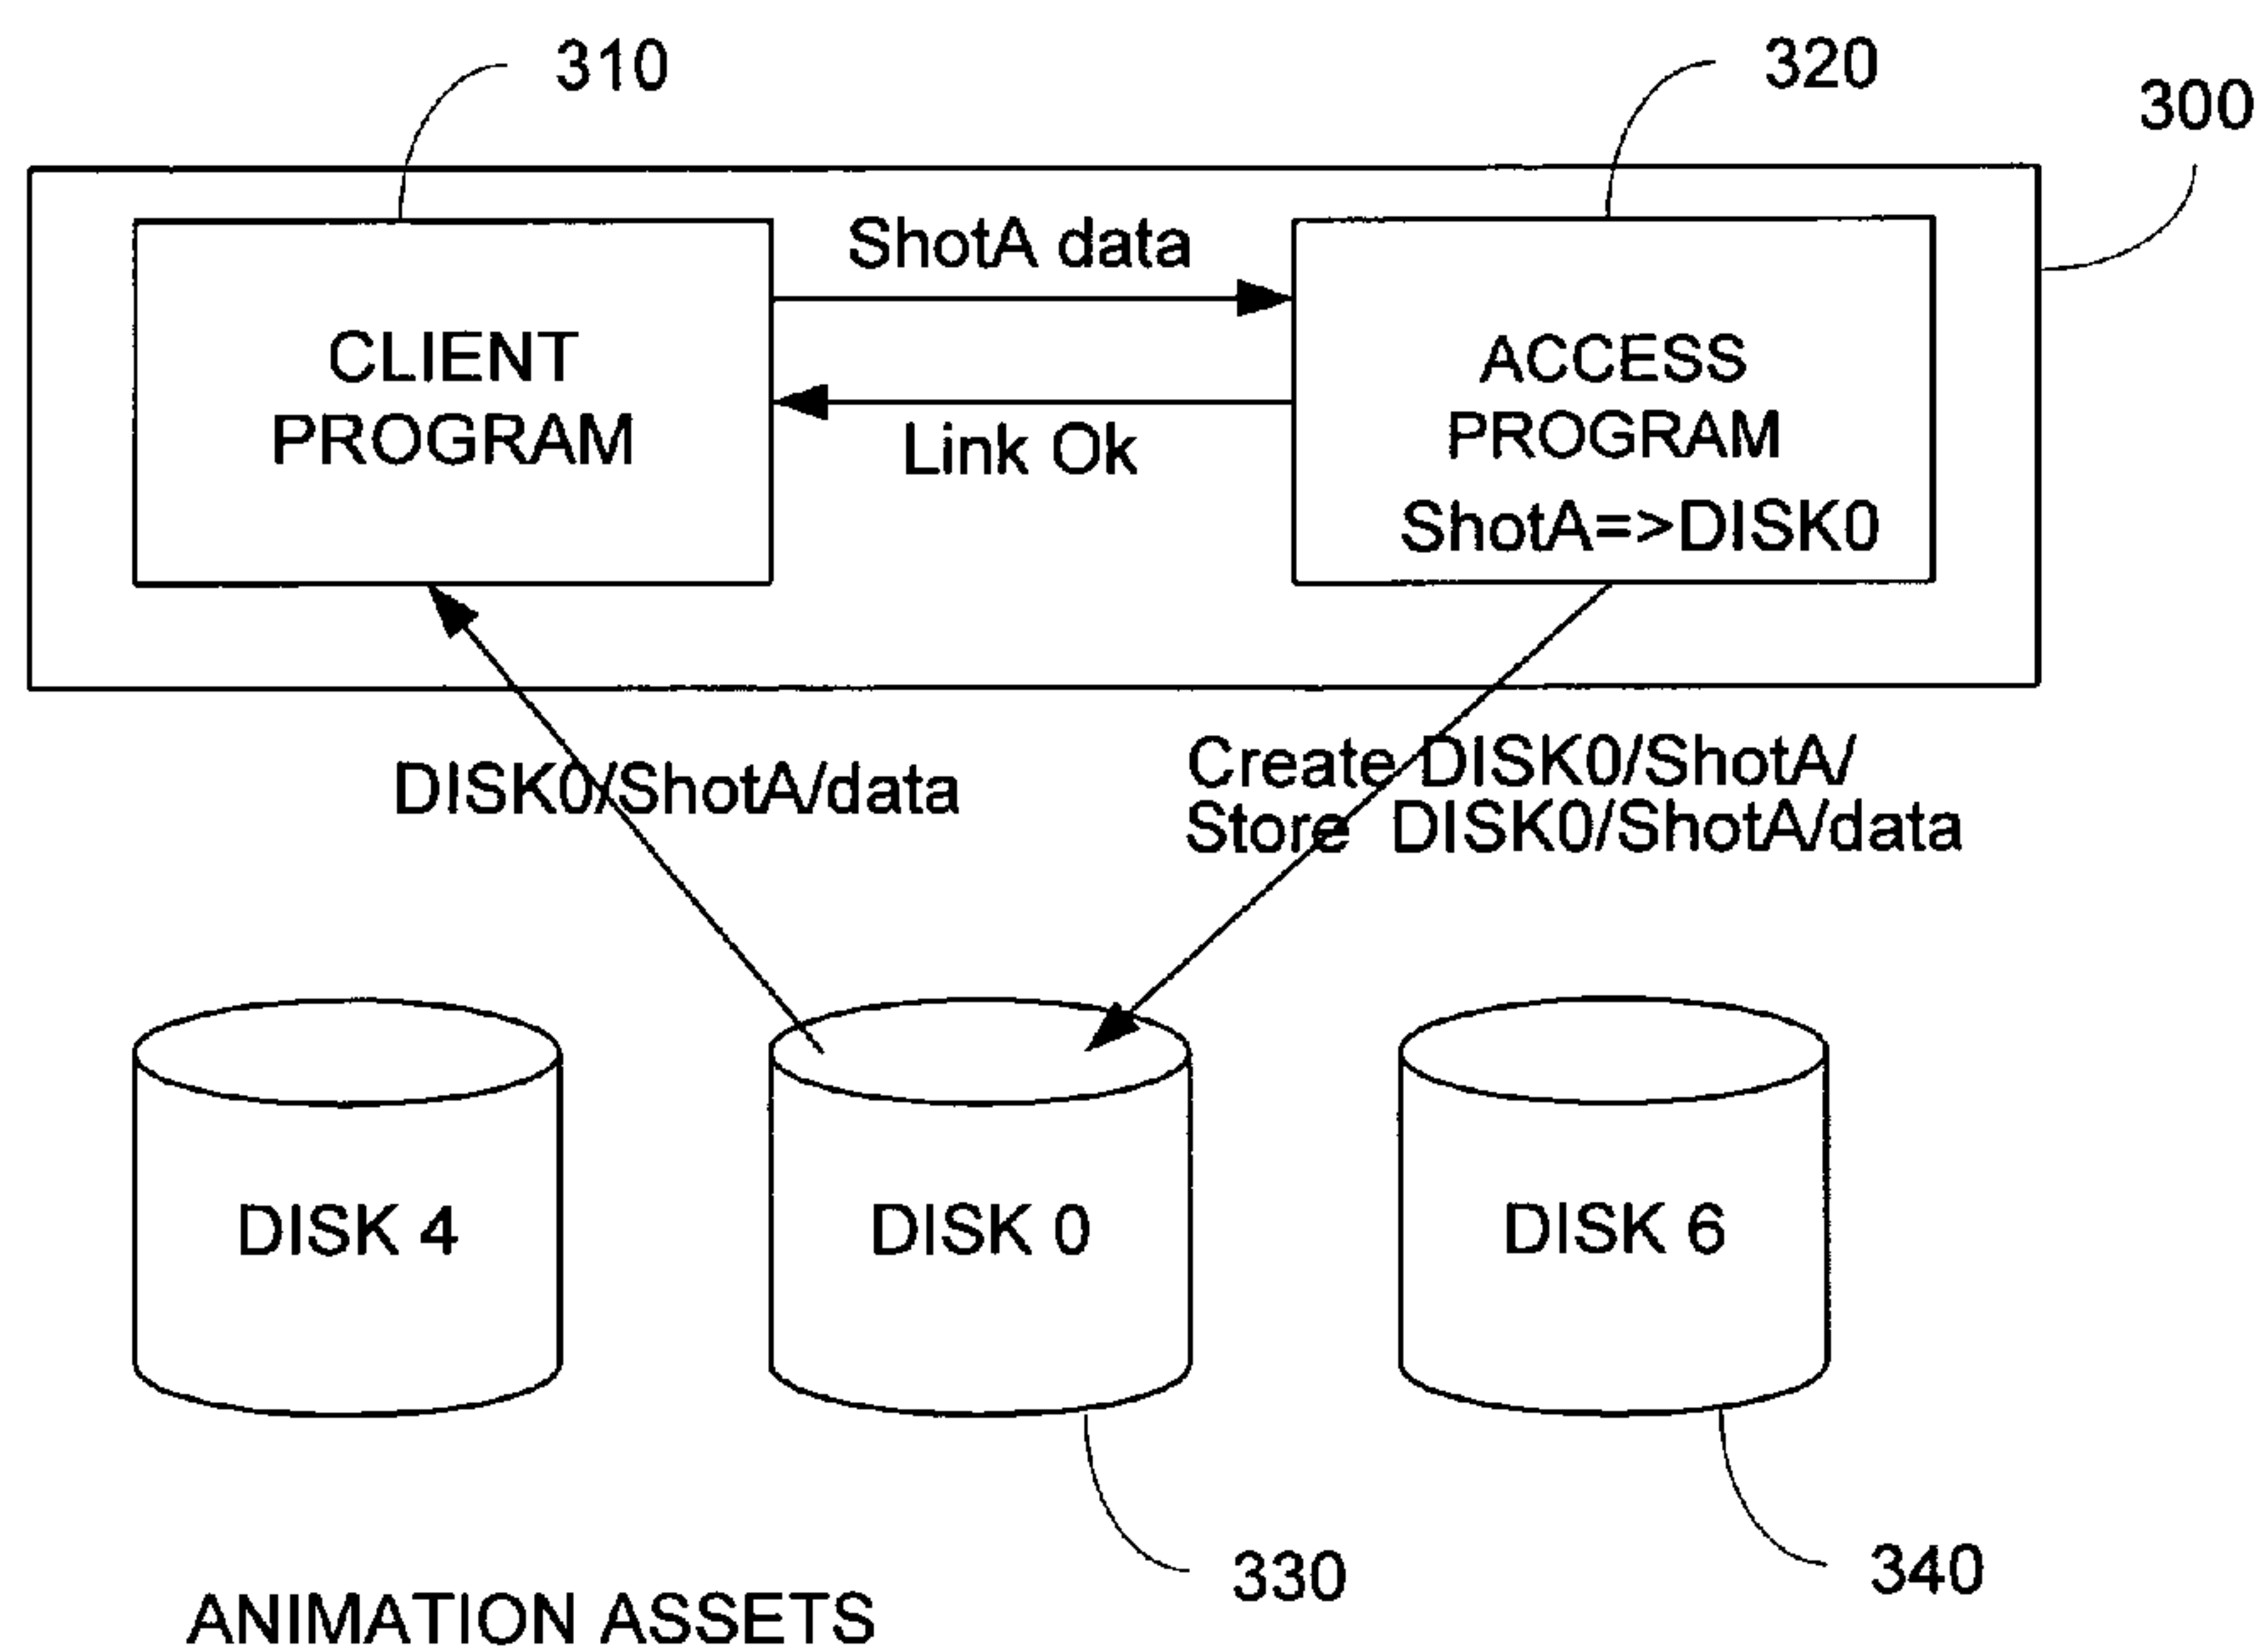 310
320
300
ShotA data
CLIENT
PROGRAM
Link Ok
ACCESS
PROGRAM
ShotA=>DISK0
DISK0/ShotA/data
Create DISK0/ShotA/
Store DISK0/ShotA/data
DISK 4
DISK 0
DISK 6
330
340
ANIMATION ASSETS